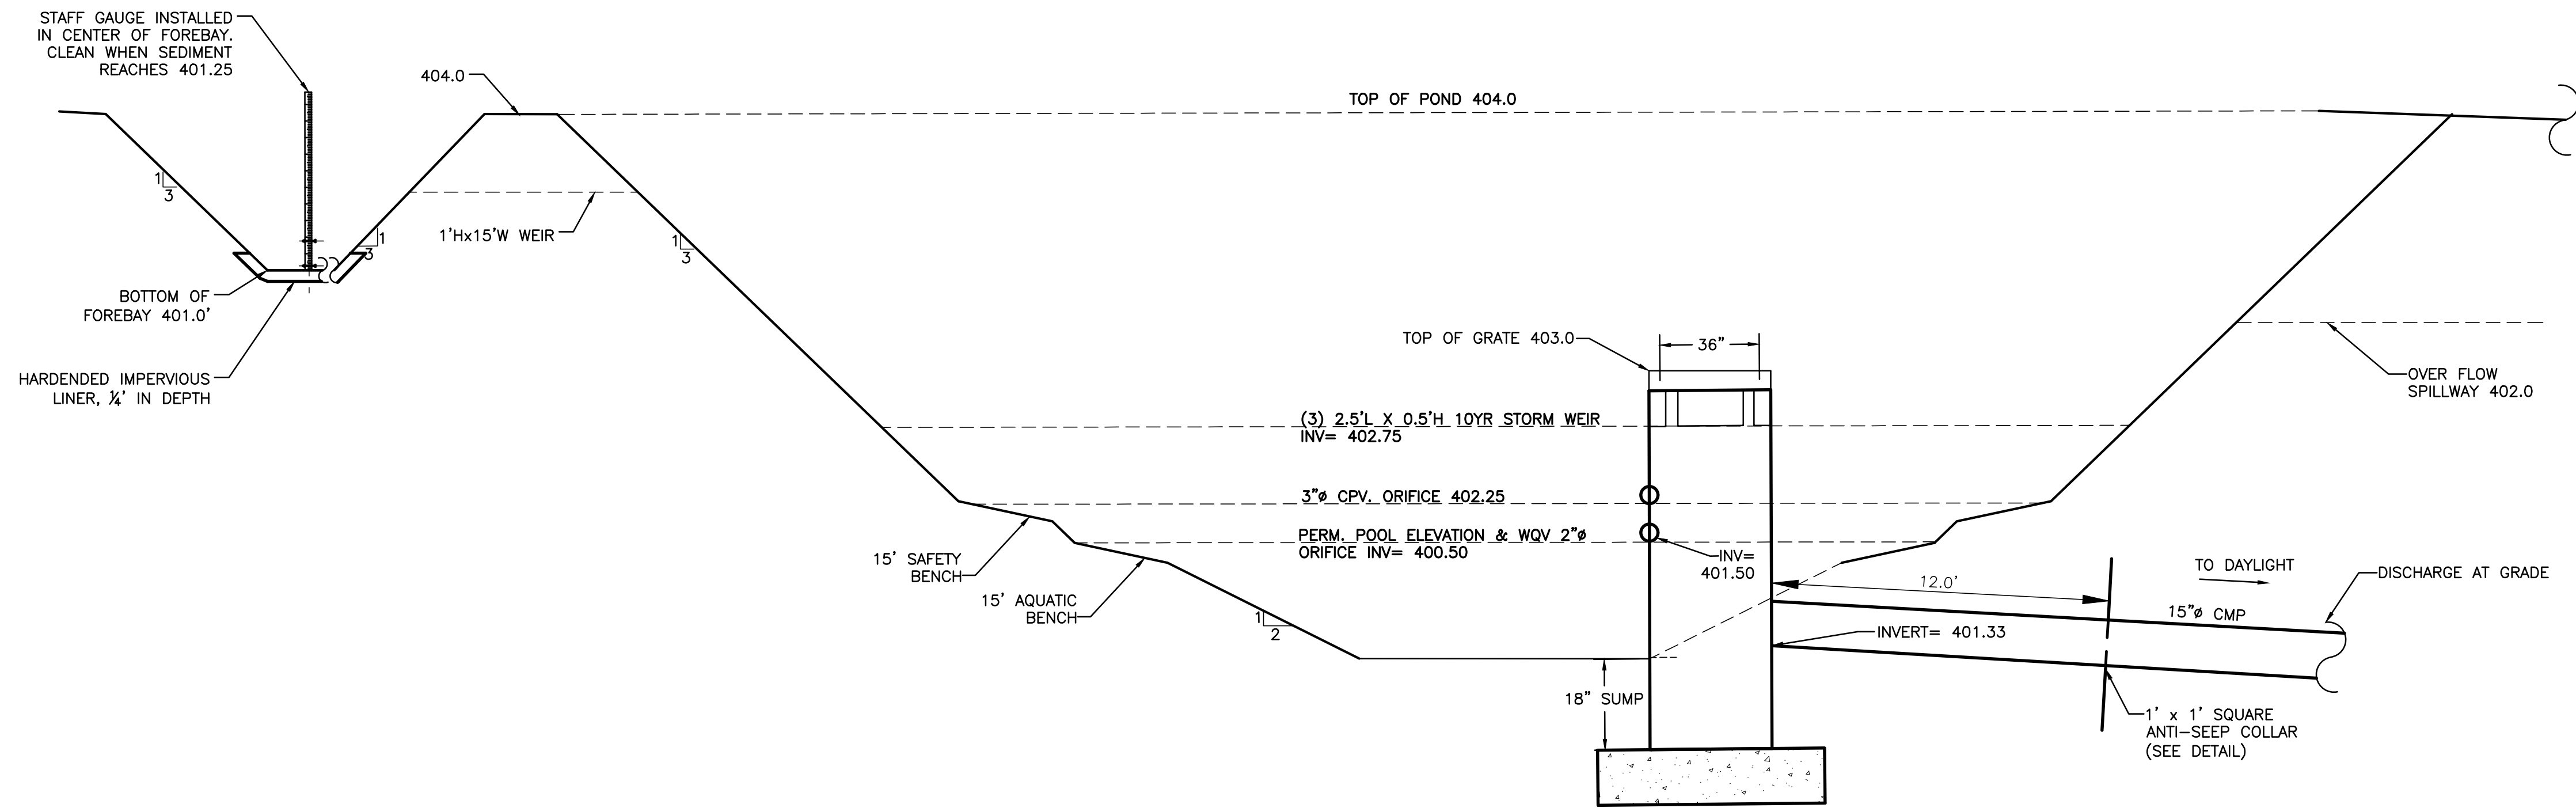 STAFF GAUGE INSTALLED
IN CENTER OF FOREBAY.
CLEAN WHEN SEDIMENT
REACHES 401.25
404.0
TOP OF POND 404.0
1
3
1'Hx15'W WEIR
1
3
1
3
BOTTOM OF
FOREBAY 401.0'
HARDENDED IMPERVIOUS
LINER, ¼' IN DEPTH
TOP OF GRATE 403.0
36"
OVER FLOW
SPILLWAY 402.0
(3) 2.5'L X 0.5'H 10YR STORM WEIR
INV= 402.75
3"ø CPV. ORIFICE 402.25
PERM. POOL ELEVATION & WQV 2"ø
ORIFICE INV= 400.50
INV=
401.50
15' SAFETY
BENCH
15' AQUATIC
BENCH
1
2
12.0'
TO DAYLIGHT
DISCHARGE AT GRADE
15"ø CMP
INVERT= 401.33
18" SUMP
1' x 1' SQUARE
ANTI-SEEP COLLAR
(SEE DETAIL)